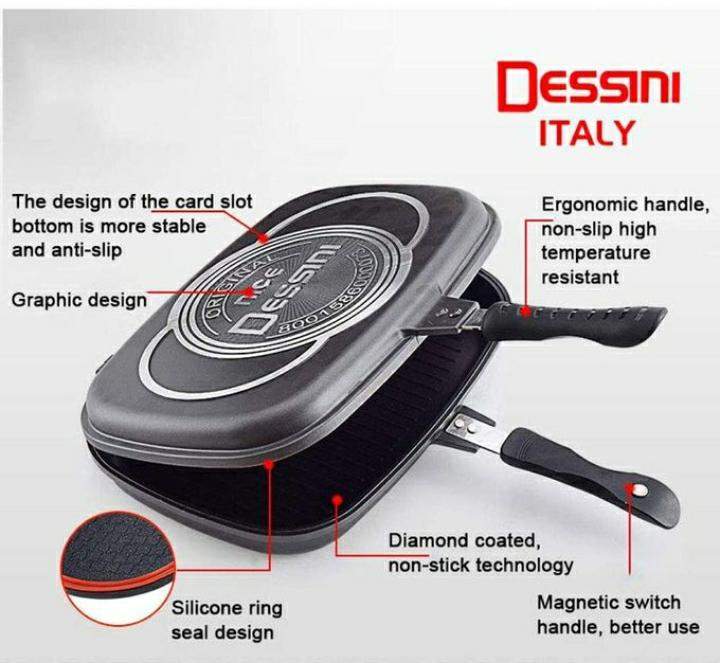 DESSINI
ITALY
The design of the card slot
bottom is more stable
and anti-slip
Ergonomic handle,
non-slip high
temperature
resistant
Graphic design
ORIGINAL
NICE
DESSINI
Diamond coated,
non-stick technology
Silicone ring
seal design
Magnetic switch
handle, better use